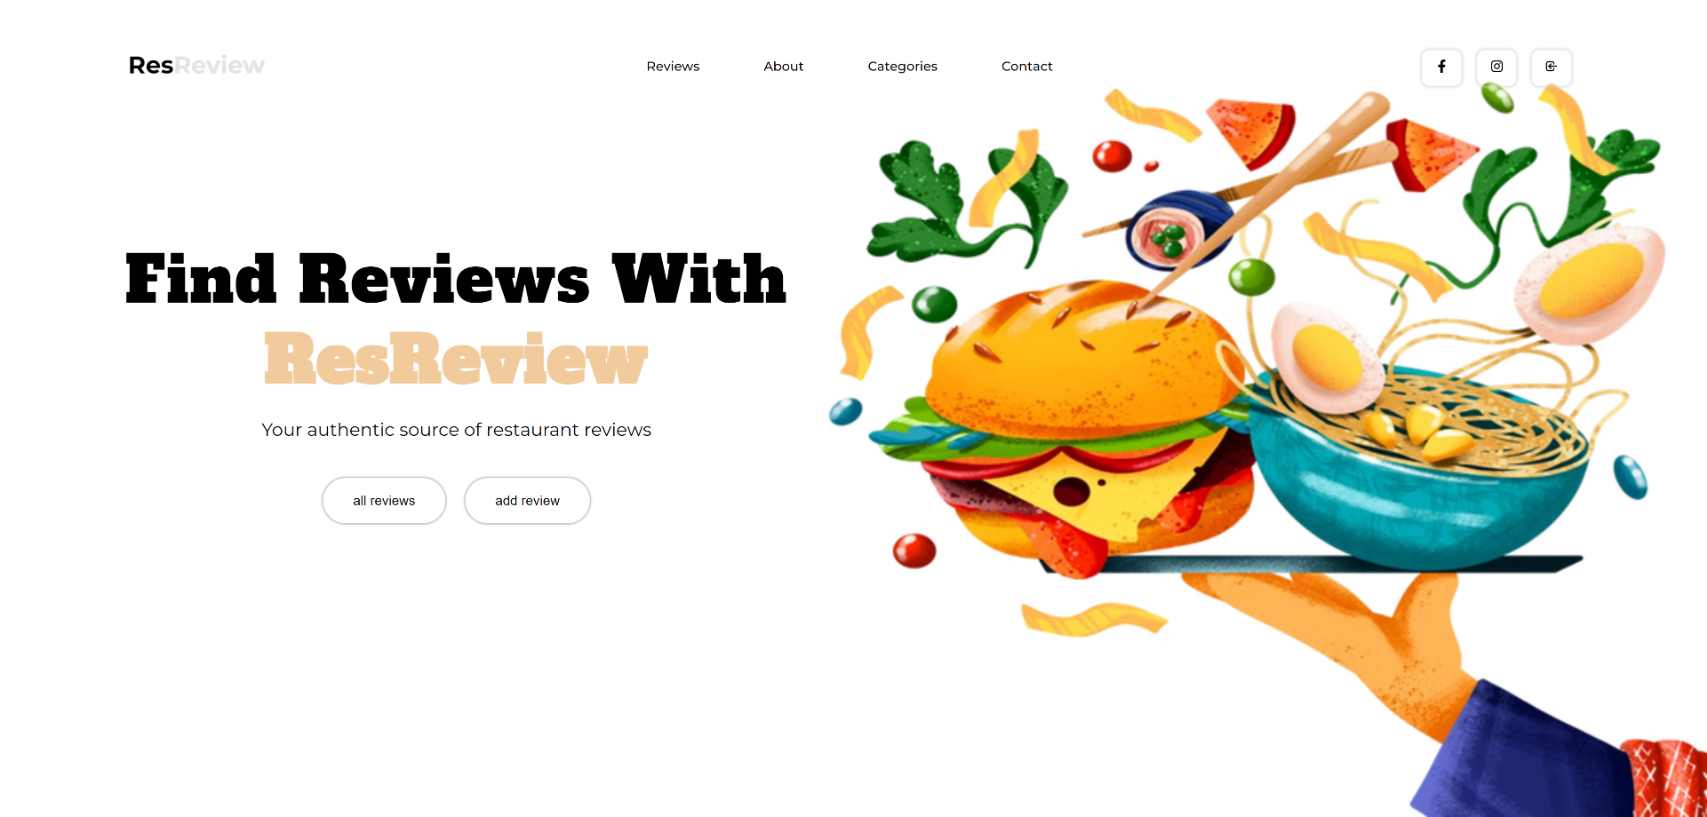 ResReview
Reviews About Categories Contact
Find Reviews With
ResReview
Your authentic source of restaurant reviews
all reviews add review